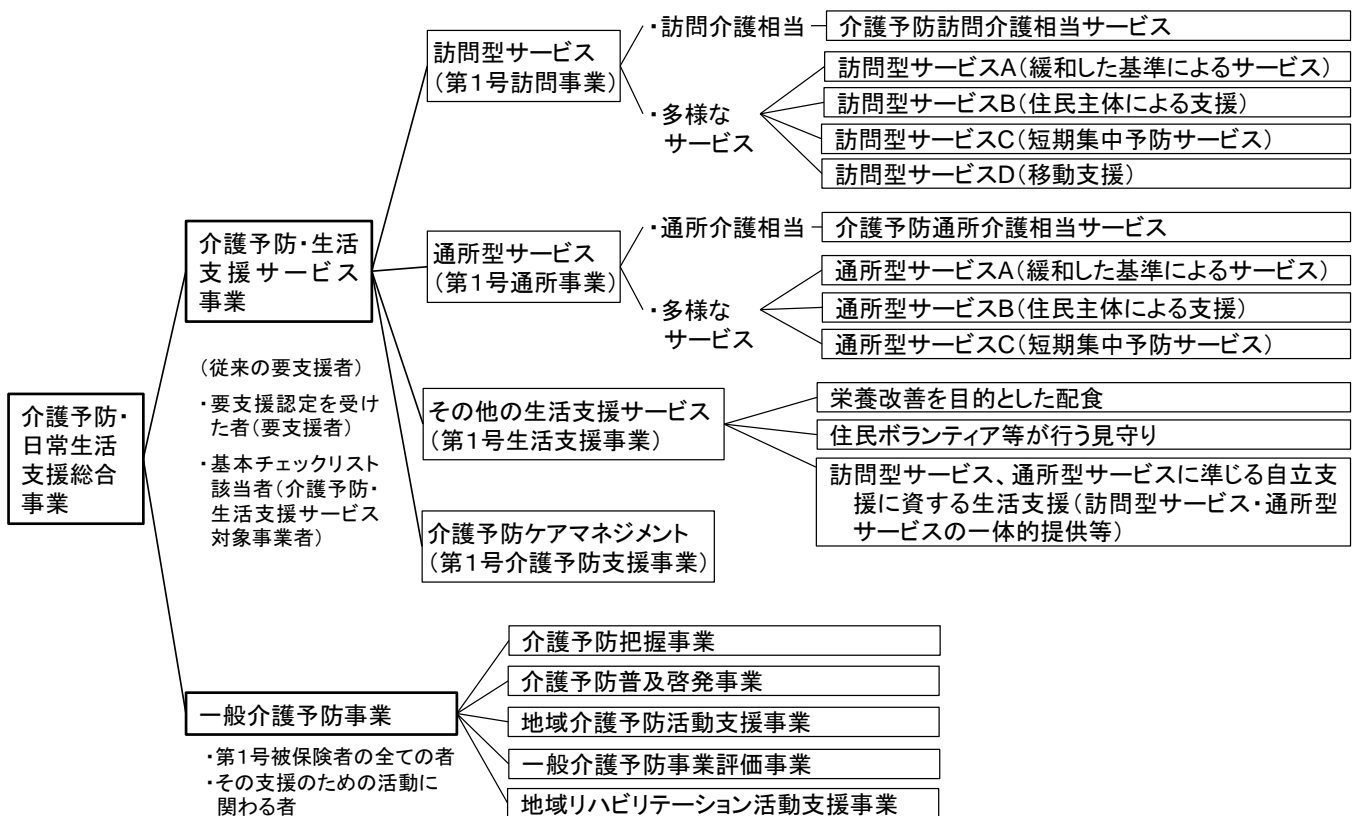 介護予防・
日常生活
支援総合
事業
介護予防・生活
支援サービス
事業
(従来の要支援者)
・要支援認定を受け
た者(要支援者)
・基本チェックリスト
該当者(介護予防・
生活支援サービス
対象事業者)
訪問型サービス
(第1号訪問事業)
・訪問介護相当
介護予防訪問介護相当サービス
・多様な
サービス
訪問型サービスA(緩和した基準によるサービス)
訪問型サービスB(住民主体による支援)
訪問型サービスC(短期集中予防サービス)
訪問型サービスD(移動支援)
通所型サービス
(第1号通所事業)
・通所介護相当
介護予防通所介護相当サービス
・多様な
サービス
通所型サービスA(緩和した基準によるサービス)
通所型サービスB(住民主体による支援)
通所型サービスC(短期集中予防サービス)
その他の生活支援サービス
(第1号生活支援事業)
栄養改善を目的とした配食
住民ボランティア等が行う見守り
訪問型サービス、通所型サービスに準じる自立支
援に資する生活支援(訪問型サービス・通所型
サービスの一体的提供等)
介護予防ケアマネジメント
(第1号介護予防支援事業)
一般介護予防事業
・第1号被保険者の全ての者
・その支援のための活動に
関わる者
介護予防把握事業
介護予防普及啓発事業
地域介護予防活動支援事業
一般介護予防事業評価事業
地域リハビリテーション活動支援事業